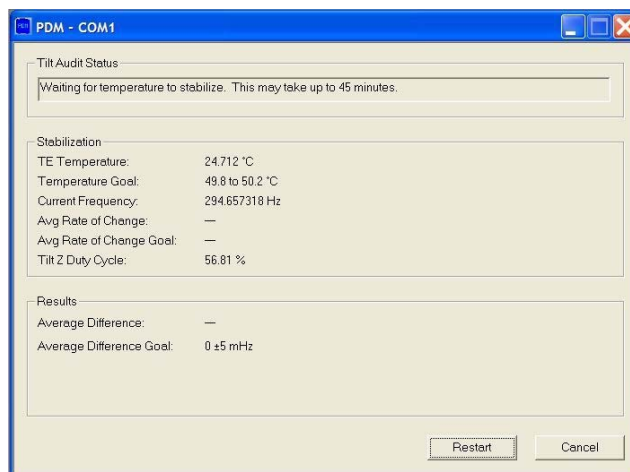 PDM - COM1
Tilt Audit Status
Waiting for temperature to stabilize. This may take up to 45 minutes.
Stabilization
TE Temperature: 24.712 °C
Temperature Goal: 49.8 to 50.2 °C
Current Frequency: 294.657318 Hz
Avg Rate of Change: —
Avg Rate of Change Goal: —
Tilt Z Duty Cycle: 56.81 %
Results
Average Difference: —
Average Difference Goal: 0 ±5 mHz
Restart Cancel